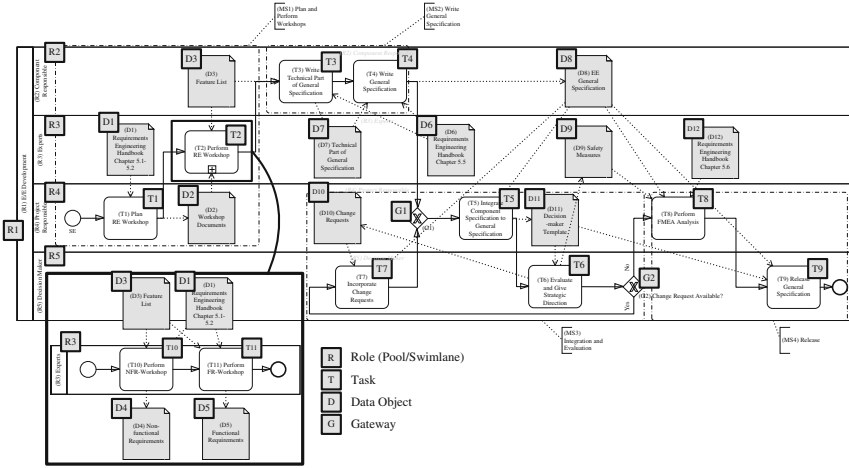 (MS1) Plan and
Perform
Workshops
(MS2) Write
General
Specification
R1
(R1) E/E Development
R2
(R2) Component
Responsible
R3
(R3) Experts
R4
(R4) Project
Responsible
R5
(R5) DecisionMaker
D3
(D3)
Feature List
T3
(T3) Write
Technical Part
of General
Specification
T4
(T4) Write
General
Specification
D8
(D8) EE
General
Specification
D1
(D1)
Requirements
Engineering
Handbook
Chapter 5.1-
5.2
T2
(T2) Perform
RE Workshop
D7
(D7) Technical
Part of
General
Specification
D6
(D6)
Requirements
Engineering
Handbook
Chapter 5.5
D9
(D9) Safety
Measures
D12
(D12)
Requirements
Engineering
Handbook
Chapter 5.6
SE
T1
(T1) Plan
RE Workshop
D2
(D2)
Workshop
Documents
D10
(D10) Change
Requests
G1
(G1)
T5
(T5) Integrate
Component
Specification to
General
Specification
D11
(D11)
Decision
-maker
Template
T8
(T8) Perform
FMEA Analysis
T7
(T7)
Incorporate
Change
Requests
T6
(T6) Evaluate
and Give
Strategic
Direction
No
G2
Yes
(G2) Change Request Available?
T9
(T9) Release
General
Specification
D3
(D3) Feature
List
D1
(D1)
Requirements
Engineering
Handbook
Chapter 5.1-
5.2
R3
(R3) Experts
T10
(T10) Perform
NFR-Workshop
T11
(T11) Perform
FR-Workshop
D4
(D4) Non-
functional
Requirements
D5
(D5)
Functional
Requirements
(MS3)
Integration and
Evaluation
(MS4) Release
R Role (Pool/Swimlane)
T Task
D Data Object
G Gateway